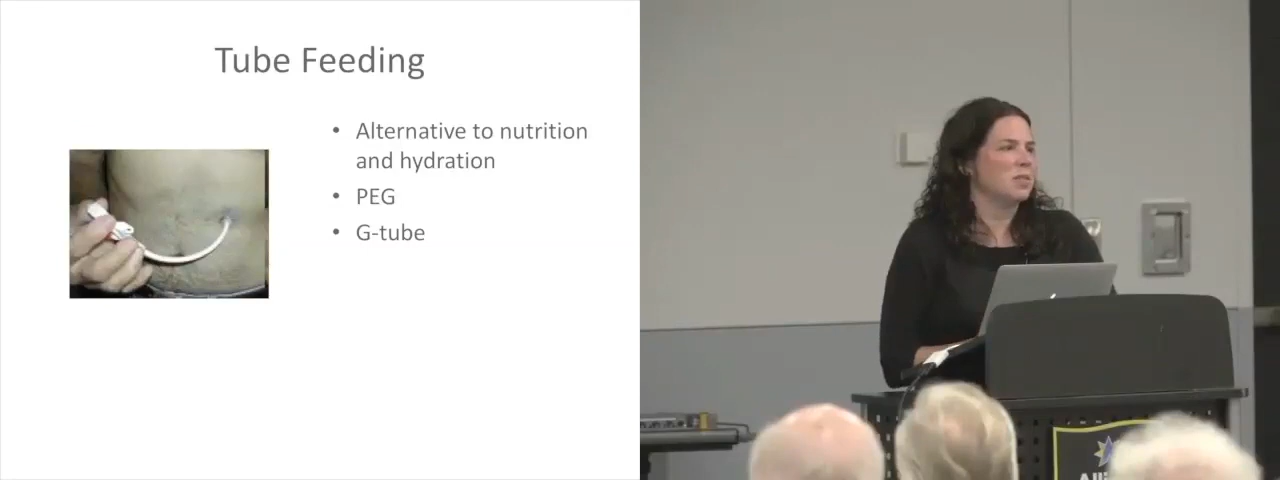 Tube Feeding
• Alternative to nutrition
and hydration
• PEG
• G-tube